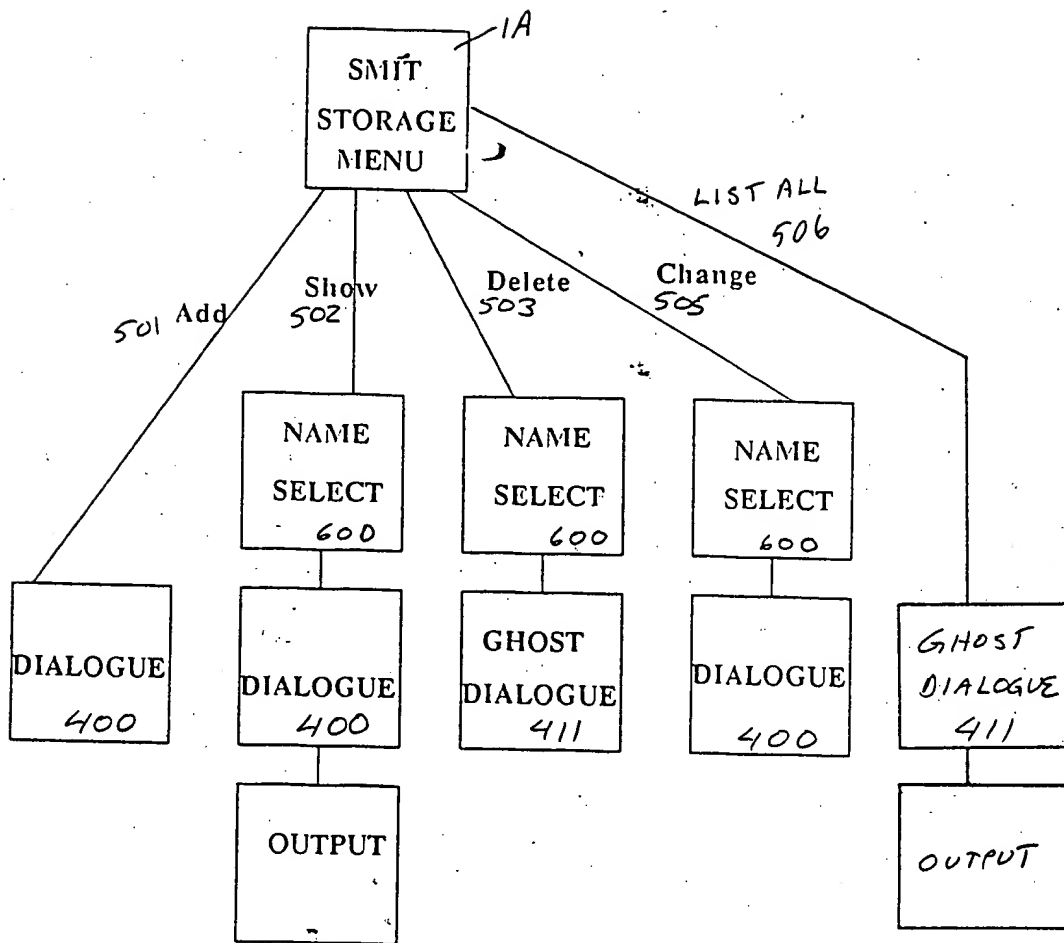 1A
SMIT
STORAGE
MENU
LIST ALL
506
501 Add
Show
502
Delete
503
Change
505
NAME
SELECT
600
NAME
SELECT
600
NAME
SELECT
600
DIALOGUE
400
DIALOGUE
400
GHOST
DIALOGUE
411
DIALOGUE
400
GHOST
DIALOGUE
411
OUTPUT
OUTPUT